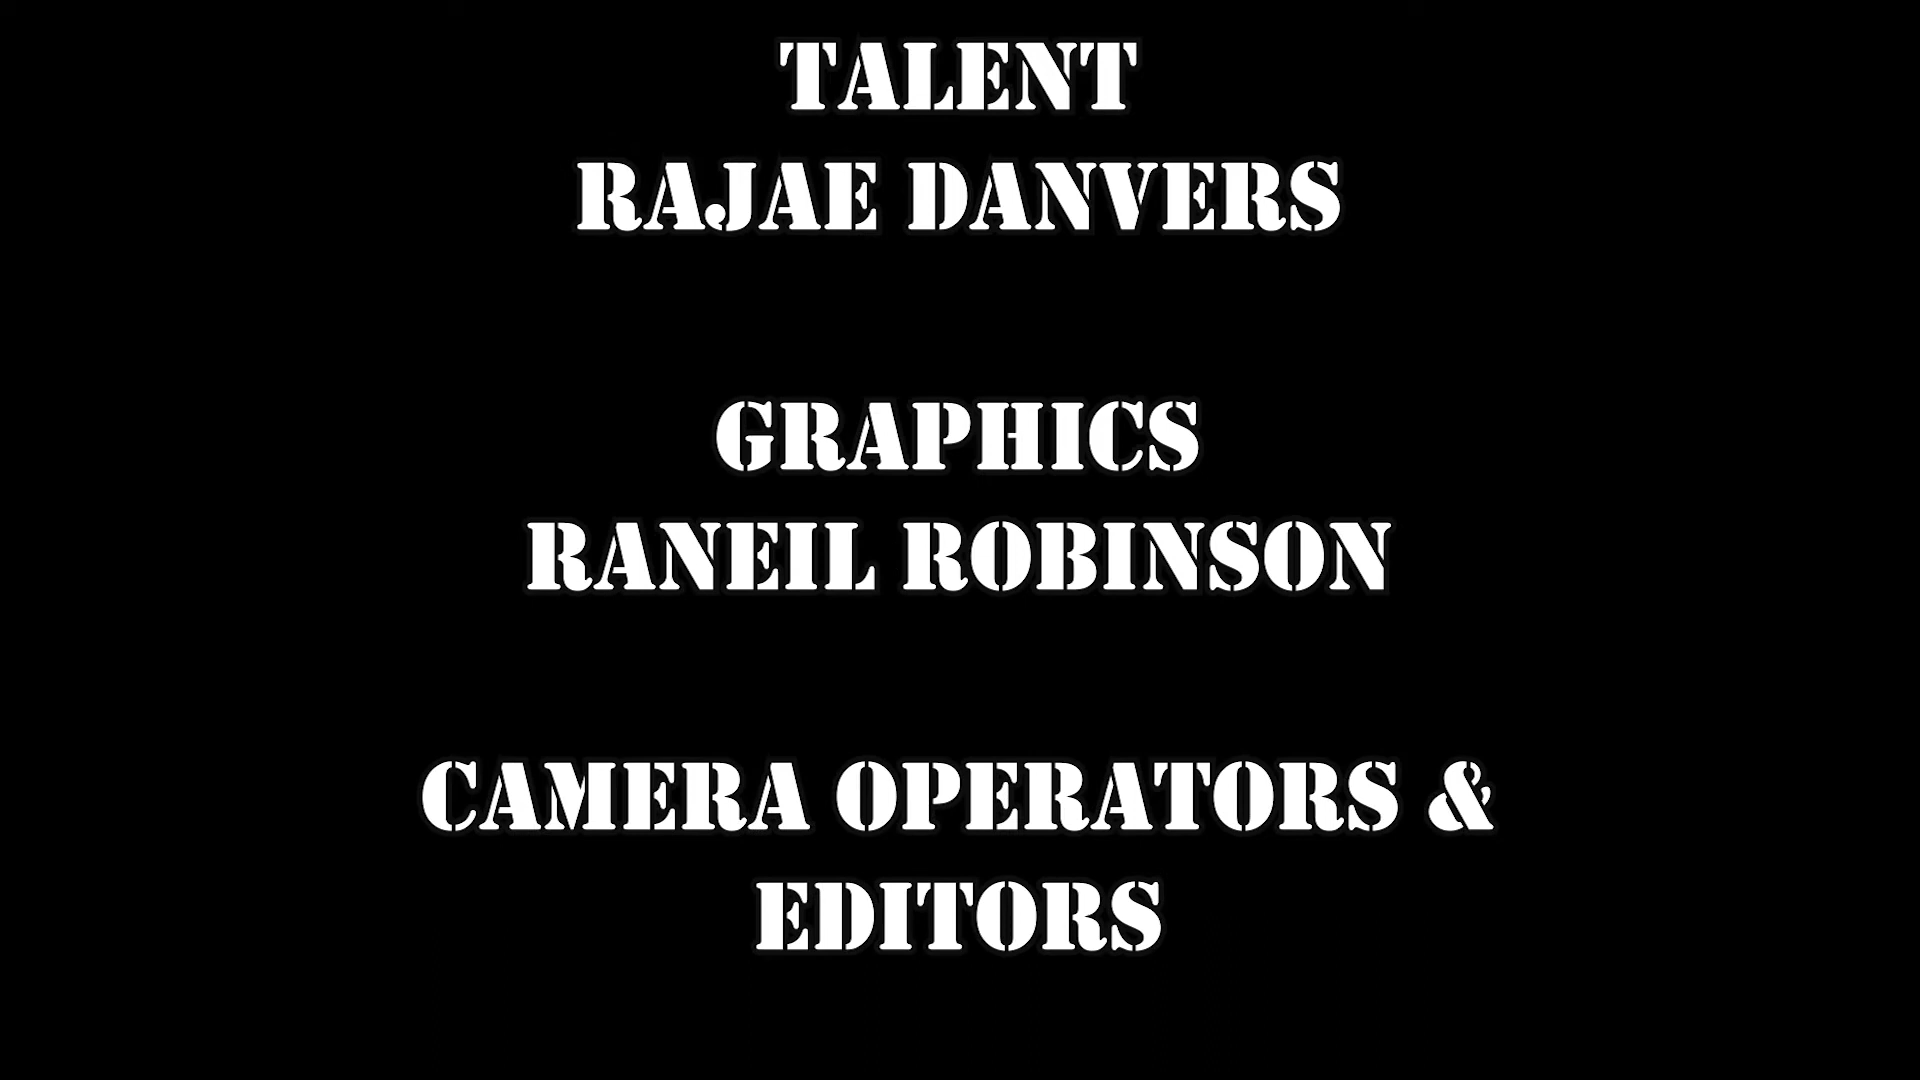 TALENT
RAJAE DANVERS
GRAPHICS
RANEIL ROBINSON
CAMERA OPERATORS &
EDITORS